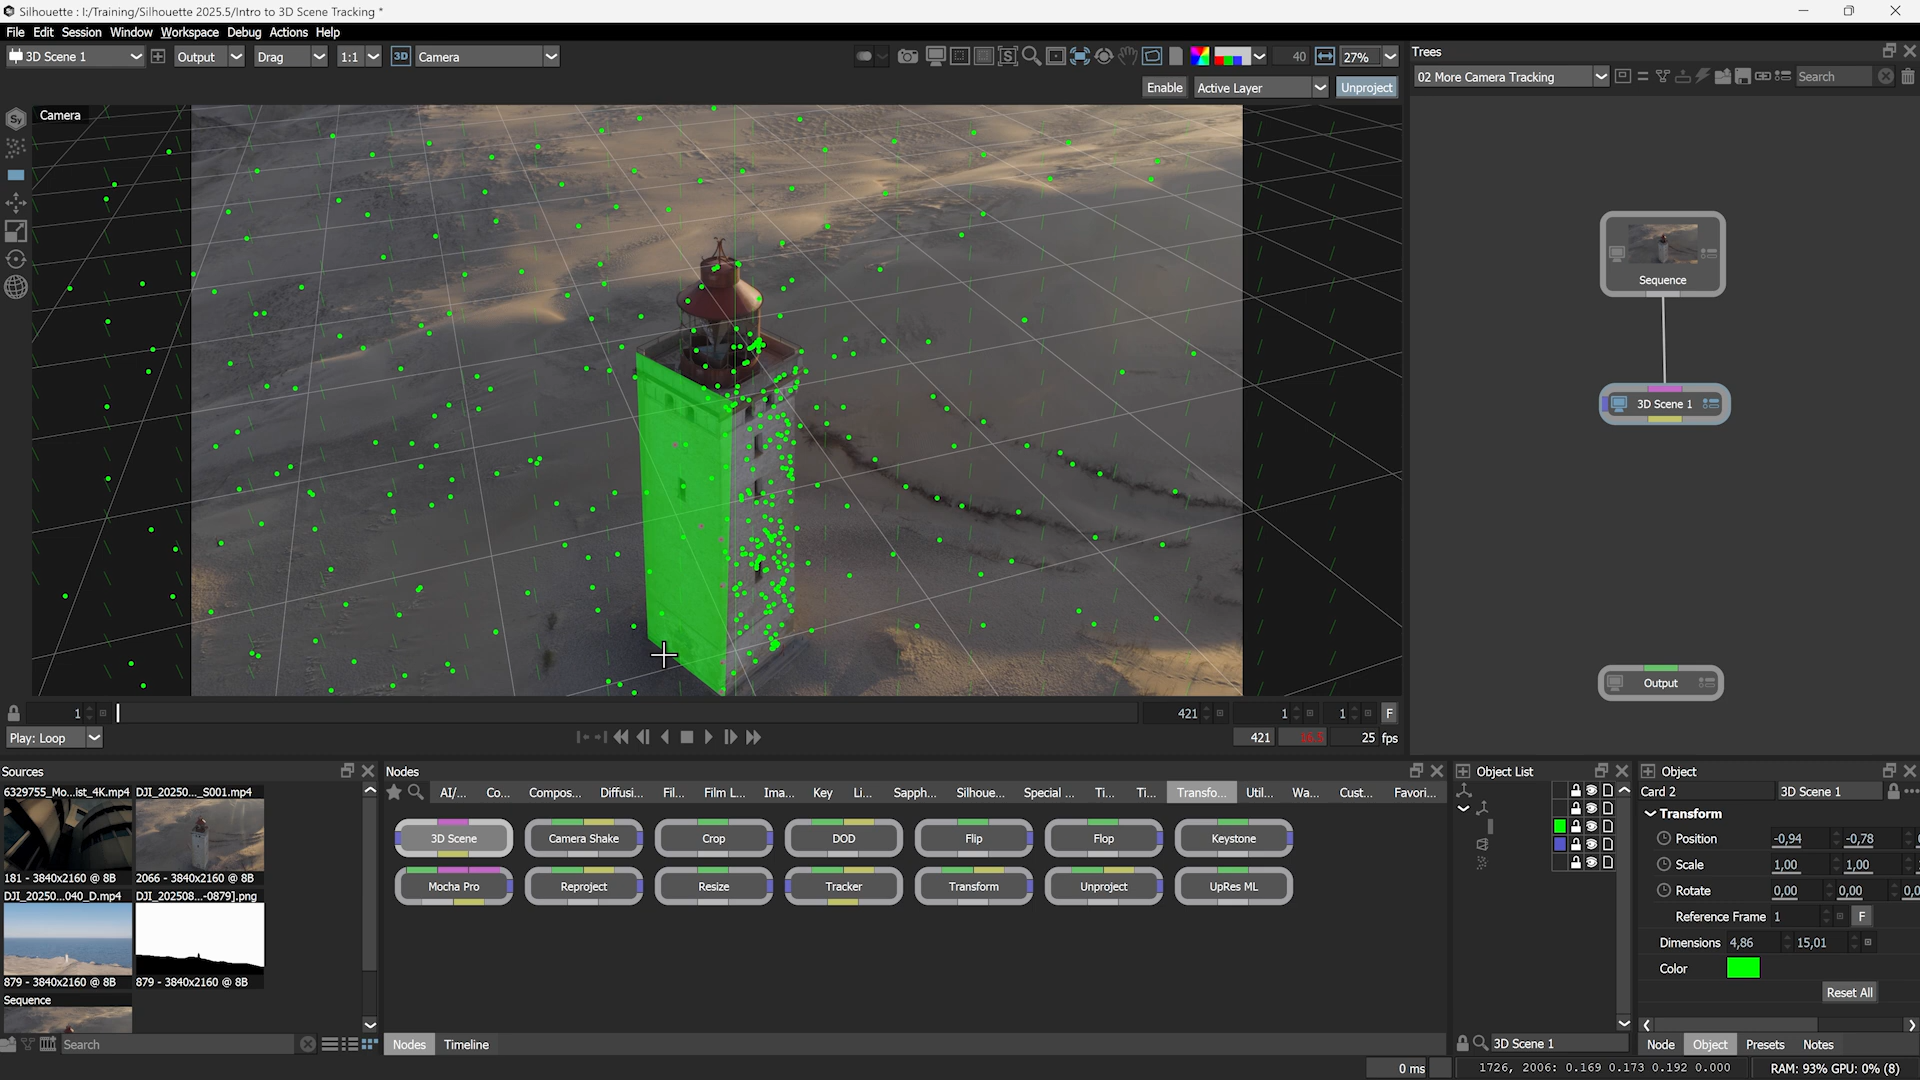 Silhouette : I:/Training/Silhouette 2025.5/Intro to 3D Scene Tracking *
File Edit Session Window Workspace Debug Actions Help
3D Scene 1 Output Drag 1:1 3D Camera 40 27%
Enable Active Layer Unproject
Camera
Trees
02 More Camera Tracking Search
Sequence
3D Scene 1
Output
1 421 1 1 F
Play: Loop 421 25 fps
Sources
6329755_Mo...ist_4K.mp4 DJI_20250..._S001.mp4
181 - 3840x2160 @ 8B 2066 - 3840x2160 @ 8B
DJI_20250...040_D.mp4 DJI_202508...-0879].png
879 - 3840x2160 @ 8B 879 - 3840x2160 @ 8B
Sequence
Search
Nodes
AI/... Co... Compos... Diffusi... Fil... Film L... Ima... Key Li... Sapph... Silhoue... Special ... Ti... Ti... Transfo... Util... Wa... Cust... Favori...
3D Scene Camera Shake Crop DOD Flip Flop Keystone
Mocha Pro Reproject Resize Tracker Transform Unproject UpRes ML
Nodes Timeline
Object List
3D Scene 1
Object
Card 2 3D Scene 1
Transform
Position -0,94 -0,78
Scale 1,00 1,00
Rotate 0,00 0,00 0,0
Reference Frame 1 F
Dimensions 4,86 15,01
Color
Reset All
Node Object Presets Notes
0 ms 1726, 2006: 0.169 0.173 0.192 0.000 RAM: 93% GPU: 0% (8)